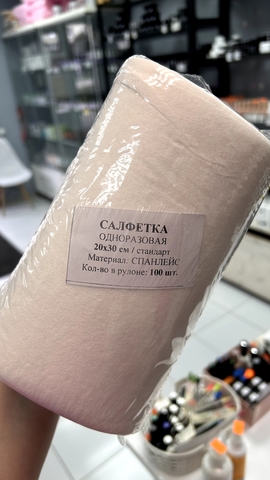 САЛФЕТКА
ОДНОРАЗОВАЯ
20х30 см / стандарт
Материал: СПАНЛЕЙС
Кол-во в рулоне: 100 шт.